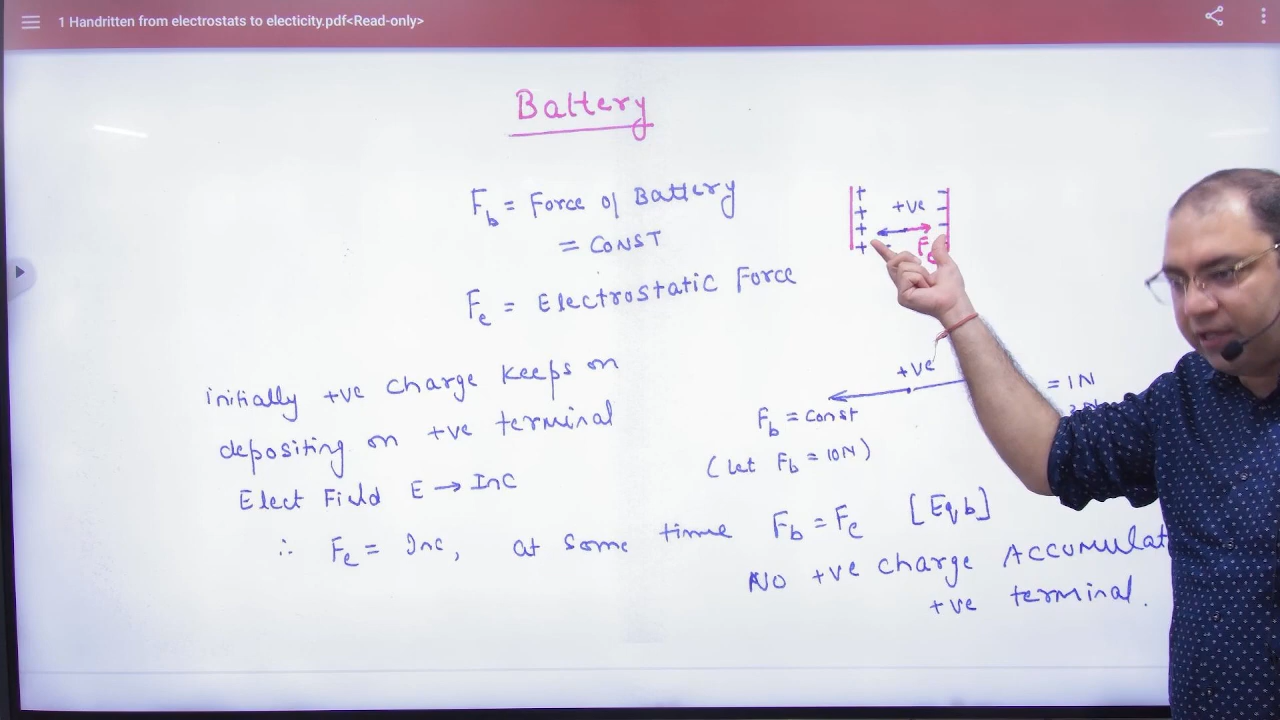 1 Handritten from electrostats to electicity.pdf<Read-only>
Battery
F_b = Force of Battery
= CONST
F_e = Electrostatic Force
+ve
initially +ve charge keeps on
depositing on +ve terminal
Elect Field E → Inc
∴ F_e = Inc, at some time F_b = F_e [Eqb]
+ve
F_b = const
(Let F_b = 10N)
= 1N
No +ve charge Accumulat
+ve terminal.